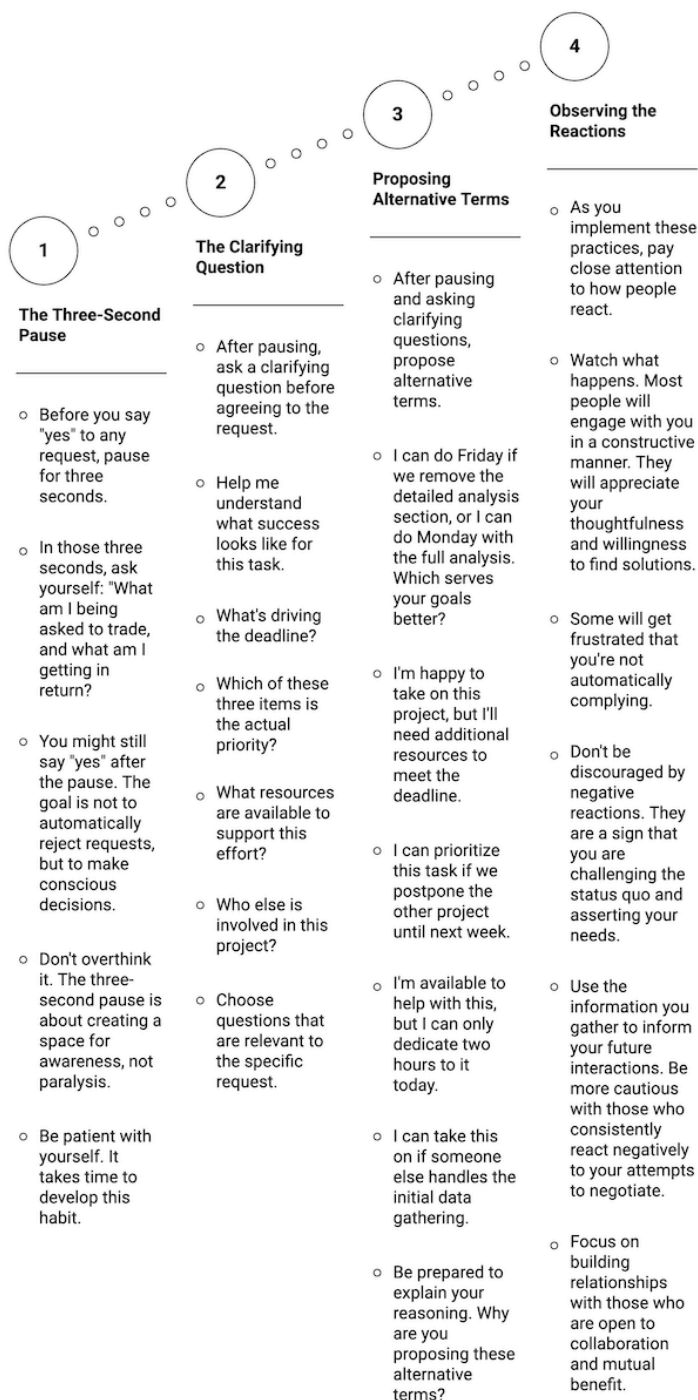 1
The Three-Second
Pause
Before you say
"yes" to any
request, pause
for three
seconds.
In those three
seconds, ask
yourself: "What
am I being
asked to trade,
and what am I
getting in
return?
You might still
say "yes" after
the pause. The
goal is not to
automatically
reject requests,
but to make
conscious
decisions.
Don't overthink
it. The three-
second pause is
about creating a
space for
awareness, not
paralysis.
Be patient with
yourself. It
takes time to
develop this
habit.
2
The Clarifying
Question
After pausing,
ask a clarifying
question before
agreeing to the
request.
Help me
understand
what success
looks like for
this task.
What's driving
the deadline?
Which of these
three items is
the actual
priority?
What resources
are available to
support this
effort?
Who else is
involved in this
project?
Choose
questions that
are relevant to
the specific
request.
3
Proposing
Alternative Terms
After pausing
and asking
clarifying
questions,
propose
alternative
terms.
I can do Friday if
we remove the
detailed analysis
section, or I can
do Monday with
the full analysis.
Which serves
your goals
better?
I'm happy to
take on this
project, but I'll
need additional
resources to
meet the
deadline.
I can prioritize
this task if we
postpone the
other project
until next week.
I'm available to
help with this,
but I can only
dedicate two
hours to it
today.
I can take this
on if someone
else handles the
initial data
gathering.
Be prepared to
explain your
reasoning. Why
are you
proposing these
alternative
terms?
4
Observing the
Reactions
As you
implement these
practices, pay
close attention
to how people
react.
Watch what
happens. Most
people will
engage with you
in a constructive
manner. They
will appreciate
your
thoughtfulness
and willingness
to find solutions.
Some will get
frustrated that
you're not
automatically
complying.
Don't be
discouraged by
negative
reactions. They
are a sign that
you are
challenging the
status quo and
asserting your
needs.
Use the
information you
gather to inform
your future
interactions. Be
more cautious
with those who
consistently
react negatively
to your attempts
to negotiate.
Focus on
building
relationships
with those who
are open to
collaboration
and mutual
benefit.